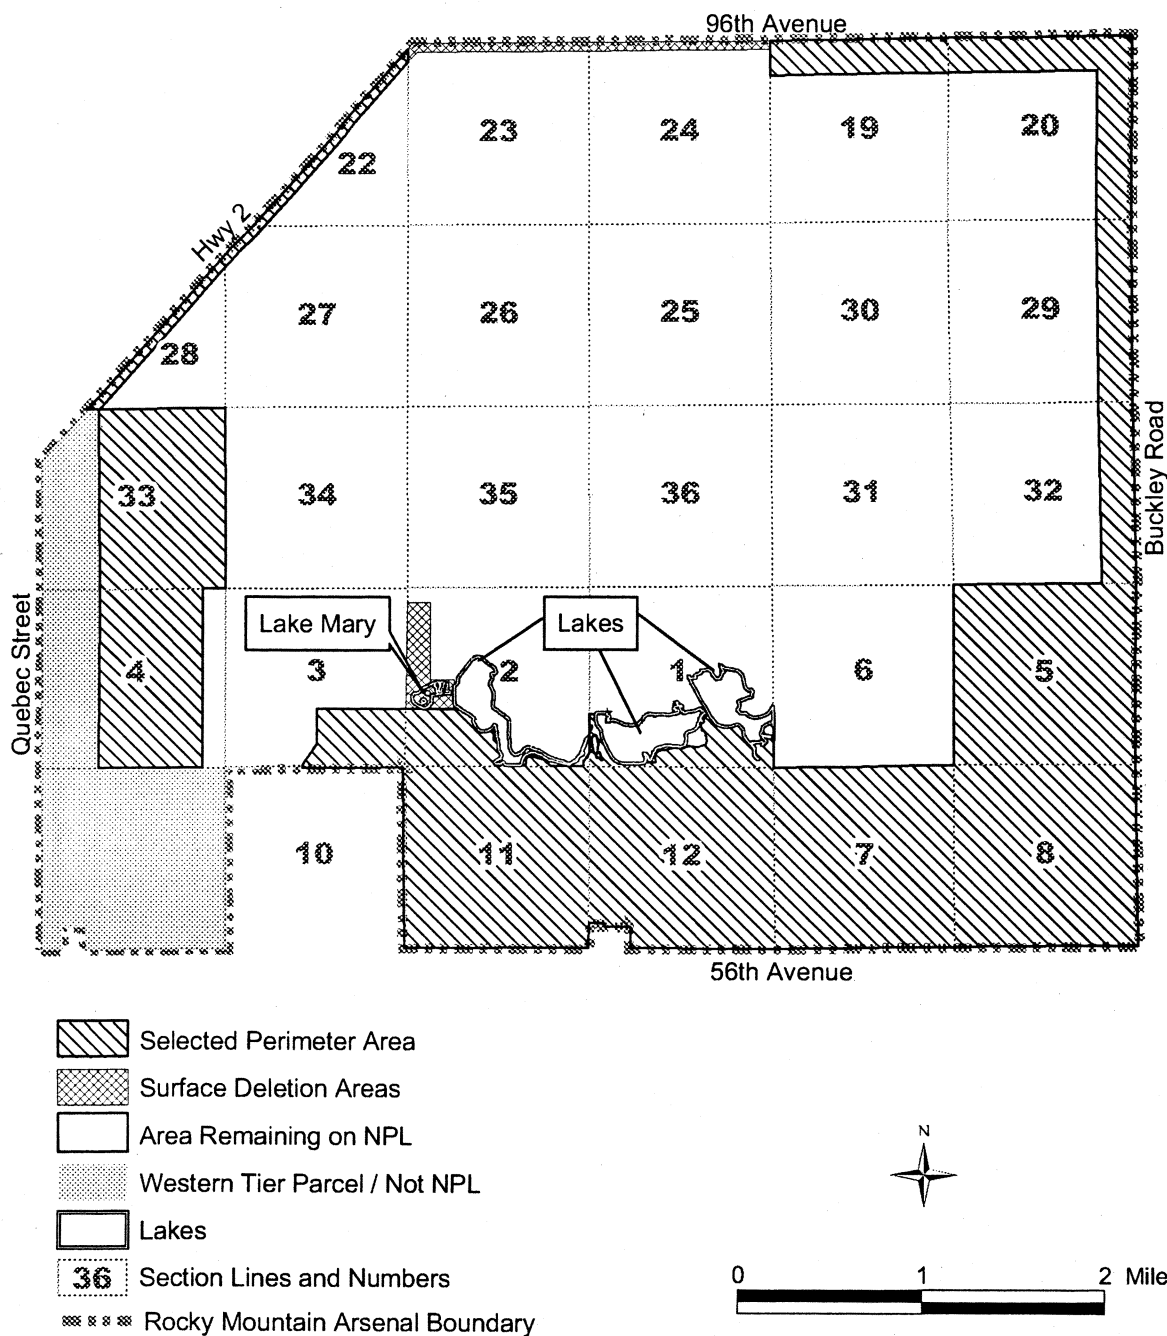 96th Avenue
23
24
19
20
22
Hwy 2
27
26
25
30
29
28
Buckley Road
33
34
35
36
31
32
Quebec Street
Lake Mary
Lakes
4
3
2
1
6
5
10
11
12
7
8
56th Avenue
Selected Perimeter Area
Surface Deletion Areas
Area Remaining on NPL
Western Tier Parcel / Not NPL
Lakes
36 Section Lines and Numbers
Rocky Mountain Arsenal Boundary
N
0 1 2 Mile